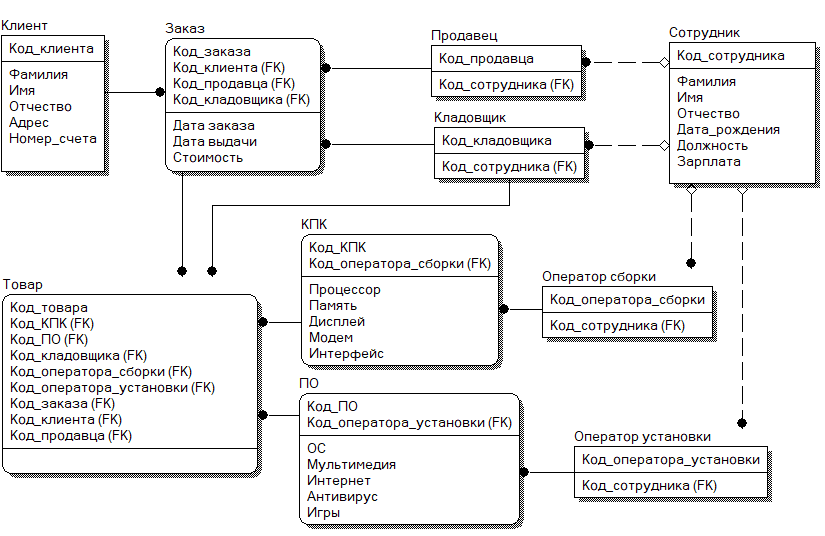 Клиент
Код_клиента
Фамилия
Имя
Отчество
Адрес
Номер_счета
Заказ
Код_заказа
Код_клиента (FK)
Код_продавца (FK)
Код_кладовщика (FK)
Дата заказа
Дата выдачи
Стоимость
Продавец
Код_продавца
Код_сотрудника (FK)
Кладовщик
Код_кладовщика
Код_сотрудника (FK)
Сотрудник
Код_сотрудника
Фамилия
Имя
Отчество
Дата_рождения
Должность
Зарплата
КПК
Код_КПК
Код_оператора_сборки (FK)
Процессор
Память
Дисплей
Модем
Интерфейс
Оператор сборки
Код_оператора_сборки
Код_сотрудника (FK)
Товар
Код_товара
Код_КПК (FK)
Код_ПО (FK)
Код_кладовщика (FK)
Код_оператора_сборки (FK)
Код_оператора_установки (FK)
Код_заказа (FK)
Код_клиента (FK)
Код_продавца (FK)
ПО
Код_ПО
Код_оператора_установки (FK)
ОС
Мультимедия
Интернет
Антивирус
Игры
Оператор установки
Код_оператора_установки
Код_сотрудника (FK)